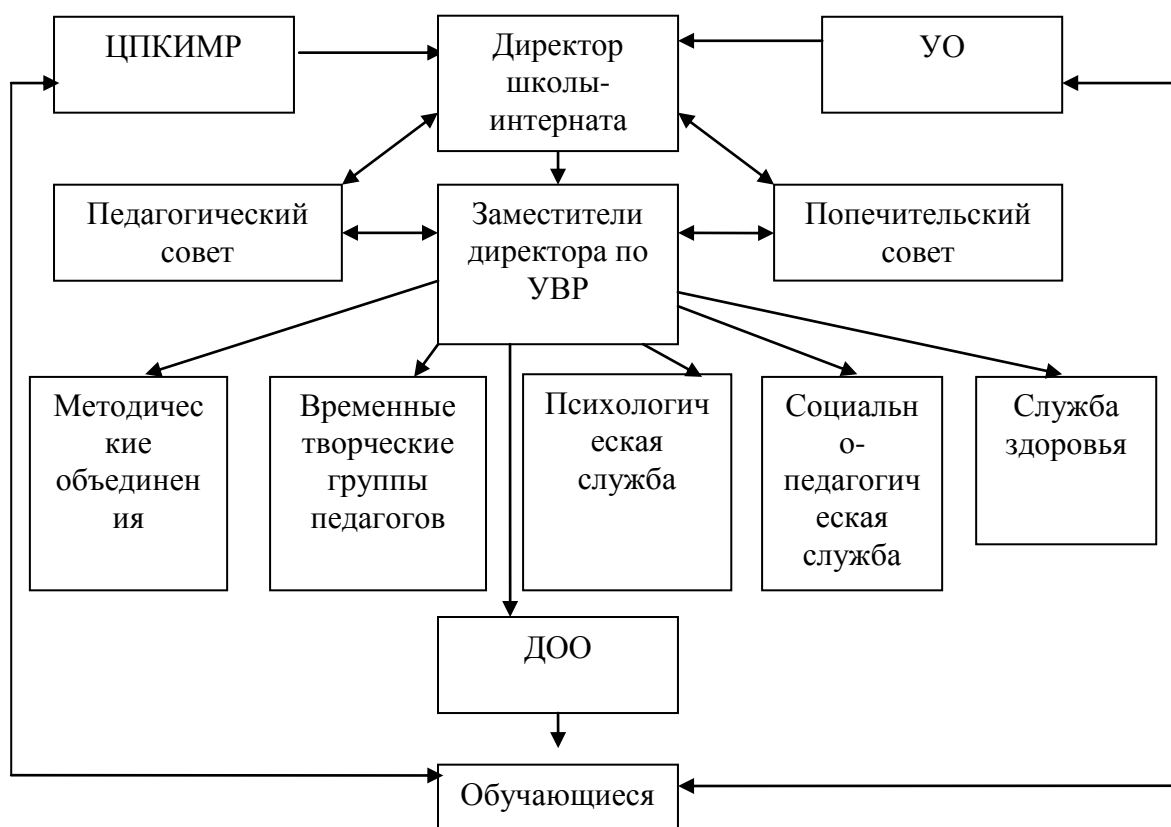 ЦПКИМР
Директор
школы-
интерната
УО
Педагогический
совет
Заместители
директора по
УВР
Попечительский
совет
Методичес
кие
объединен
ия
Временные
творческие
группы
педагогов
Психологич
еская
служба
Социальн
о-
педагогич
еская
служба
Служба
здоровья
ДОО
Обучающиеся